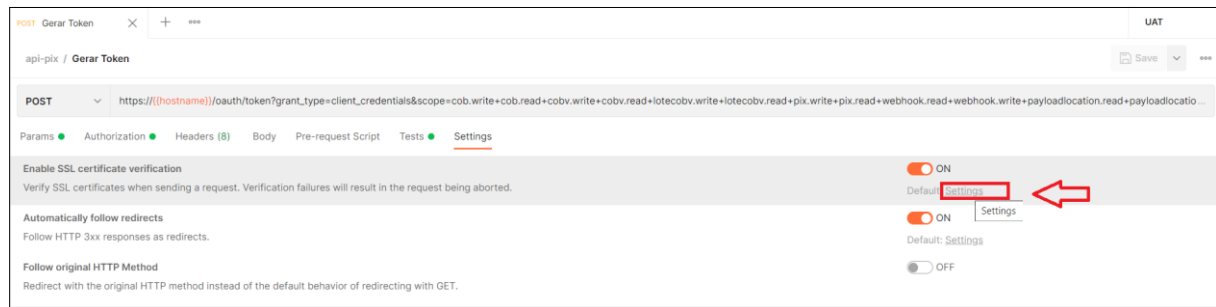 POST Gerar Token
UAT
api-pix / Gerar Token
Save
POST
https://{{hostname}}/oauth/token?grant_type=client_credentials&scope=cob.write+cob.read+cobv.write+cobv.read+lotecobv.write+lotecobv.read+pix.write+pix.read+webhook.read+webhook.write+payloadlocation.read+payloadlocatio...
Params Authorization Headers (8) Body Pre-request Script Tests Settings
Enable SSL certificate verification
ON
Verify SSL certificates when sending a request. Verification failures will result in the request being aborted.
Default: Settings
Settings
Automatically follow redirects
ON
Follow HTTP 3xx responses as redirects.
Default: Settings
Follow original HTTP Method
OFF
Redirect with the original HTTP method instead of the default behavior of redirecting with GET.